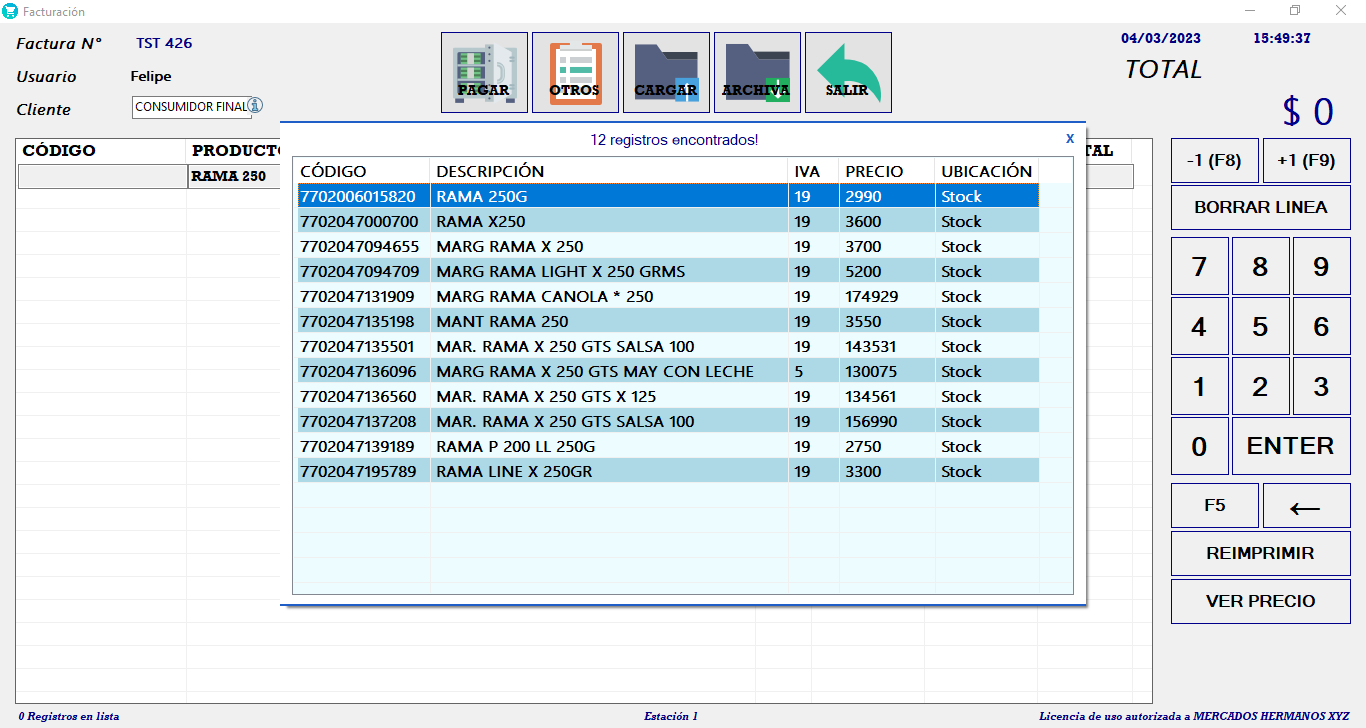 Facturación
Factura N° TST 426
Usuario Felipe
Cliente CONSUMIDOR FINAL
PAGAR OTROS CARGAR ARCHIVA SALIR
04/03/2023 15:49:37
TOTAL
$ 0
CÓDIGO PRODUCTO TAL
RAMA 250
12 registros encontrados! X
CÓDIGO DESCRIPCIÓN IVA PRECIO UBICACIÓN
7702006015820 RAMA 250G 19 2990 Stock
7702047000700 RAMA X250 19 3600 Stock
7702047094655 MARG RAMA X 250 19 3700 Stock
7702047094709 MARG RAMA LIGHT X 250 GRMS 19 5200 Stock
7702047131909 MARG RAMA CANOLA * 250 19 174929 Stock
7702047135198 MANT RAMA 250 19 3550 Stock
7702047135501 MAR. RAMA X 250 GTS SALSA 100 19 143531 Stock
7702047136096 MARG RAMA X 250 GTS MAY CON LECHE 5 130075 Stock
7702047136560 MAR. RAMA X 250 GTS X 125 19 134561 Stock
7702047137208 MAR. RAMA X 250 GTS SALSA 100 19 156990 Stock
7702047139189 RAMA P 200 LL 250G 19 2750 Stock
7702047195789 RAMA LINE X 250GR 19 3300 Stock
-1 (F8) +1 (F9)
BORRAR LINEA
7 8 9
4 5 6
1 2 3
0 ENTER
F5 ←
REIMPRIMIR
VER PRECIO
0 Registros en lista Estación 1 Licencia de uso autorizada a MERCADOS HERMANOS XYZ